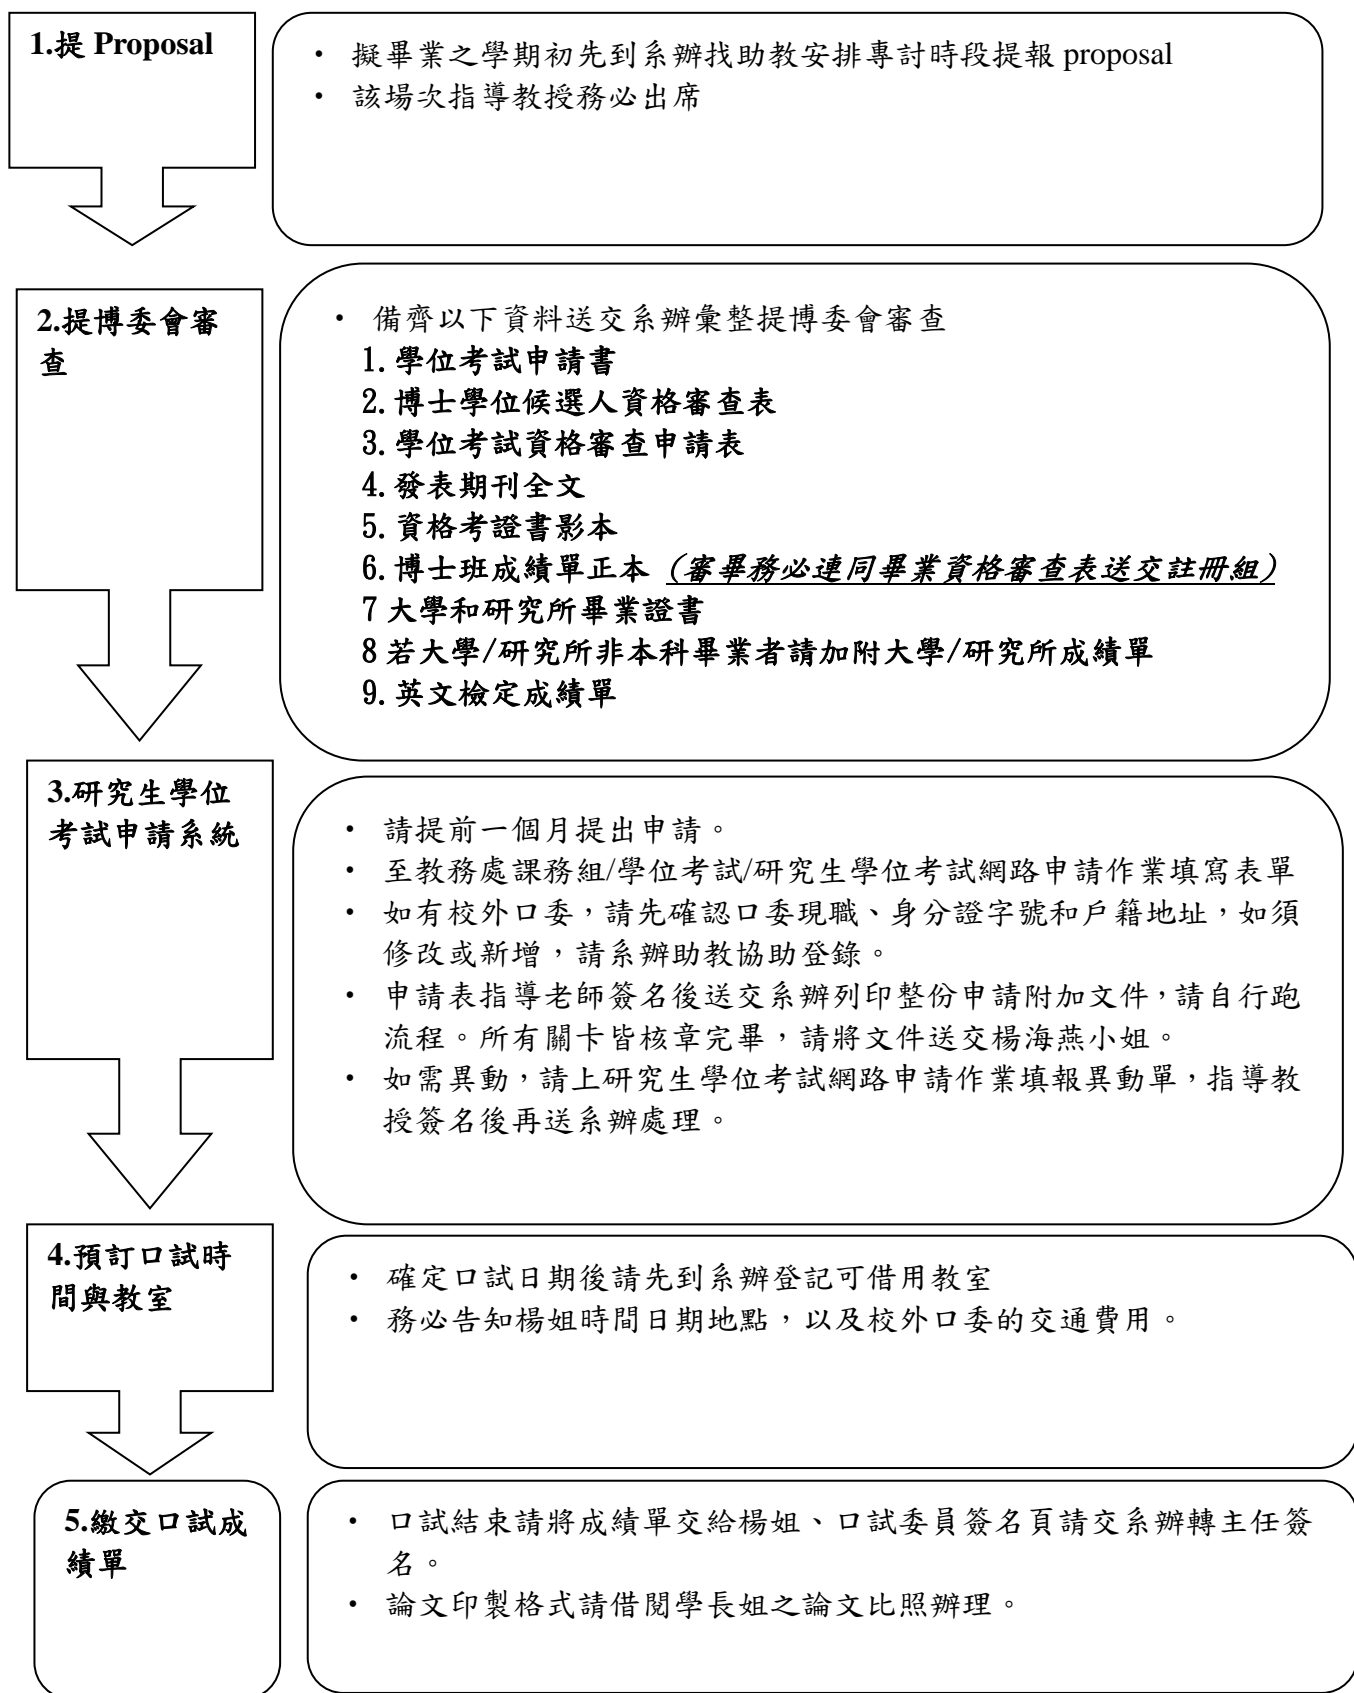 1.提 Proposal
· 擬畢業之學期初先到系辦找助教安排專討時段提報 proposal
· 該場次指導教授務必出席
2.提博委會審
查
· 備齊以下資料送交系辦彙整提博委會審查
1.學位考試申請書
2.博士學位候選人資格審查表
3.學位考試資格審查申請表
4.發表期刊全文
5.資格考證書影本
6.博士班成績單正本 (審畢務必連同畢業資格審查表送交註冊組)
7 大學和研究所畢業證書
8 若大學/研究所非本科畢業者請加附大學/研究所成績單
9.英文檢定成績單
3.研究生學位
考試申請系統
· 請提前一個月提出申請。
· 至教務處課務組/學位考試/研究生學位考試網路申請作業填寫表單
· 如有校外口委，請先確認口委現職、身分證字號和戶籍地址，如須
修改或新增，請系辦助教協助登錄。
· 申請表指導老師簽名後送交系辦列印整份申請附加文件，請自行跑
流程。所有關卡皆核章完畢，請將文件送交楊海燕小姐。
· 如需異動，請上研究生學位考試網路申請作業填報異動單，指導教
授簽名後再送系辦處理。
4.預訂口試時
間與教室
· 確定口試日期後請先到系辦登記可借用教室
· 務必告知楊姐時間日期地點，以及校外口委的交通費用。
5.繳交口試成
績單
· 口試結束請將成績單交給楊姐、口試委員簽名頁請交系辦轉主任簽
名。
· 論文印製格式請借閱學長姐之論文比照辦理。